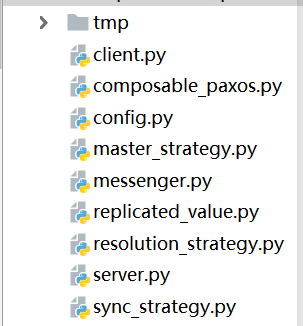 tmp
client.py
composable_paxos.py
config.py
master_strategy.py
messenger.py
replicated_value.py
resolution_strategy.py
server.py
sync_strategy.py